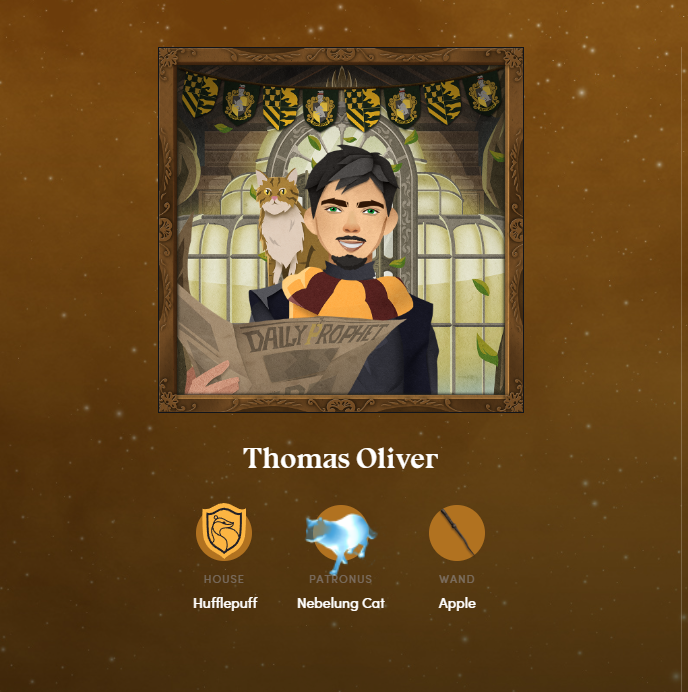 DAILY PROPHET
Thomas Oliver
HOUSE
PATRONUS
WAND
Hufflepuff
Nebelung Cat
Apple